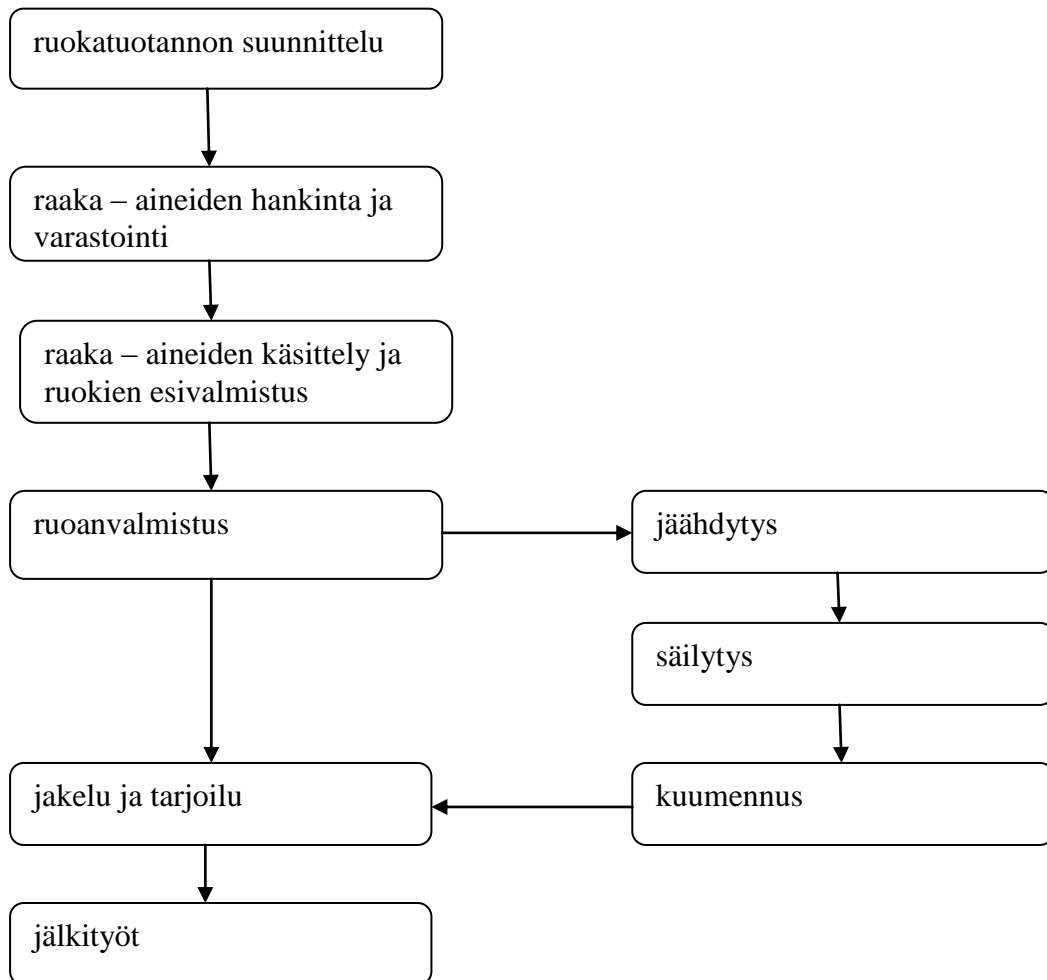 ruokatuotannon suunnittelu
raaka – aineiden hankinta ja
varastointi
raaka – aineiden käsittely ja
ruokien esivalmistus
ruoanvalmistus
jäähdytys
säilytys
kuumennus
jakelu ja tarjoilu
jälkityöt